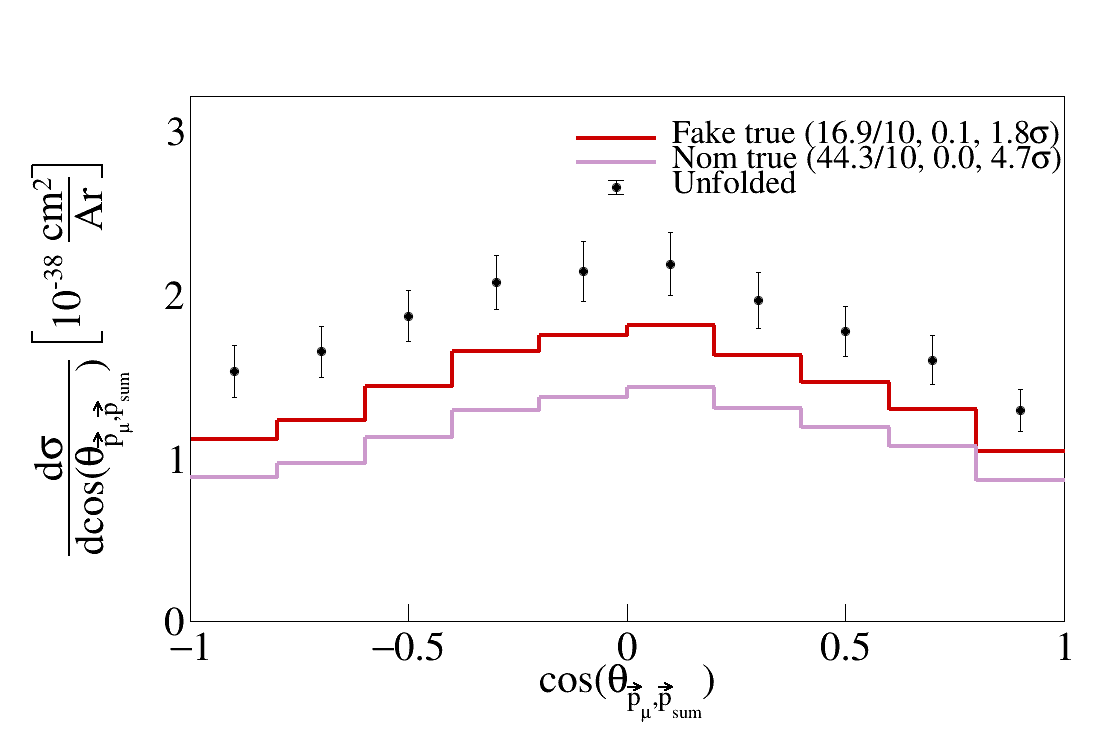 Fake true (16.9/10, 0.1, 1.8σ)
Nom true (44.3/10, 0.0, 4.7σ)
Unfolded
3
2
1
0
−1
−0.5
0
0.5
1
cos(θ p⃗μ,p⃗sum)
dσ
dcos(θ p⃗μ,p⃗sum)
[10-38 cm2
Ar]